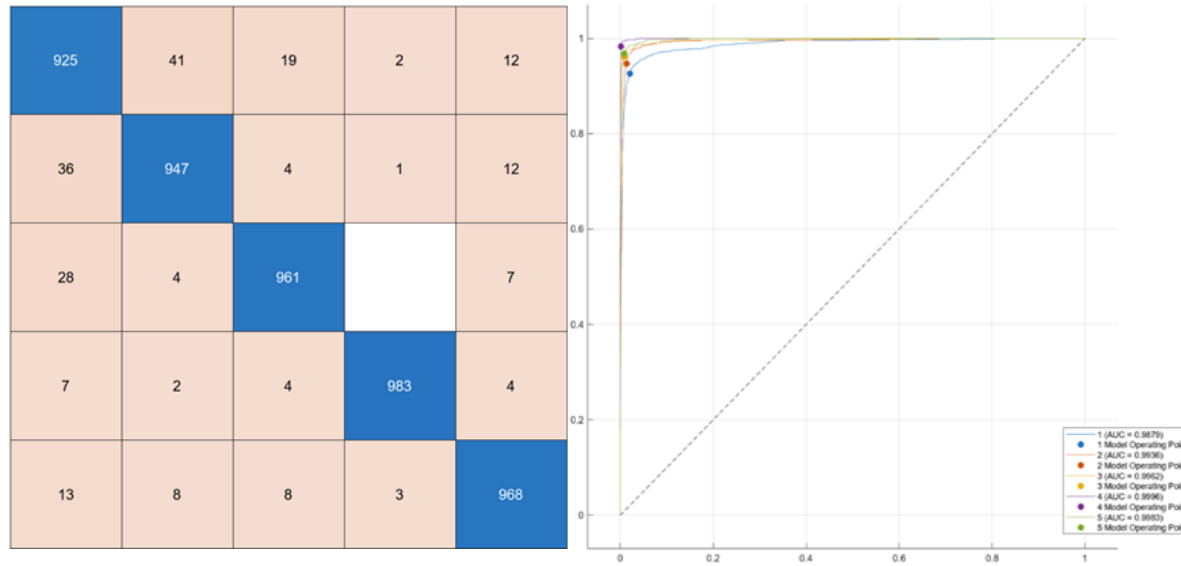 925 41 19 2 12
36 947 4 1 12
28 4 961 7
7 2 4 983 4
13 8 8 3 968
1
0.8
0.6
0.4
0.2
0
0 0.2 0.4 0.6 0.8 1
1 (AUC = 0.9879)
1 Model Operating Poi
2 (AUC = 0.9936)
2 Model Operating Poi
3 (AUC = 0.9962)
3 Model Operating Poi
4 (AUC = 0.9996)
4 Model Operating Poi
5 (AUC = 0.9983)
5 Model Operating Poi